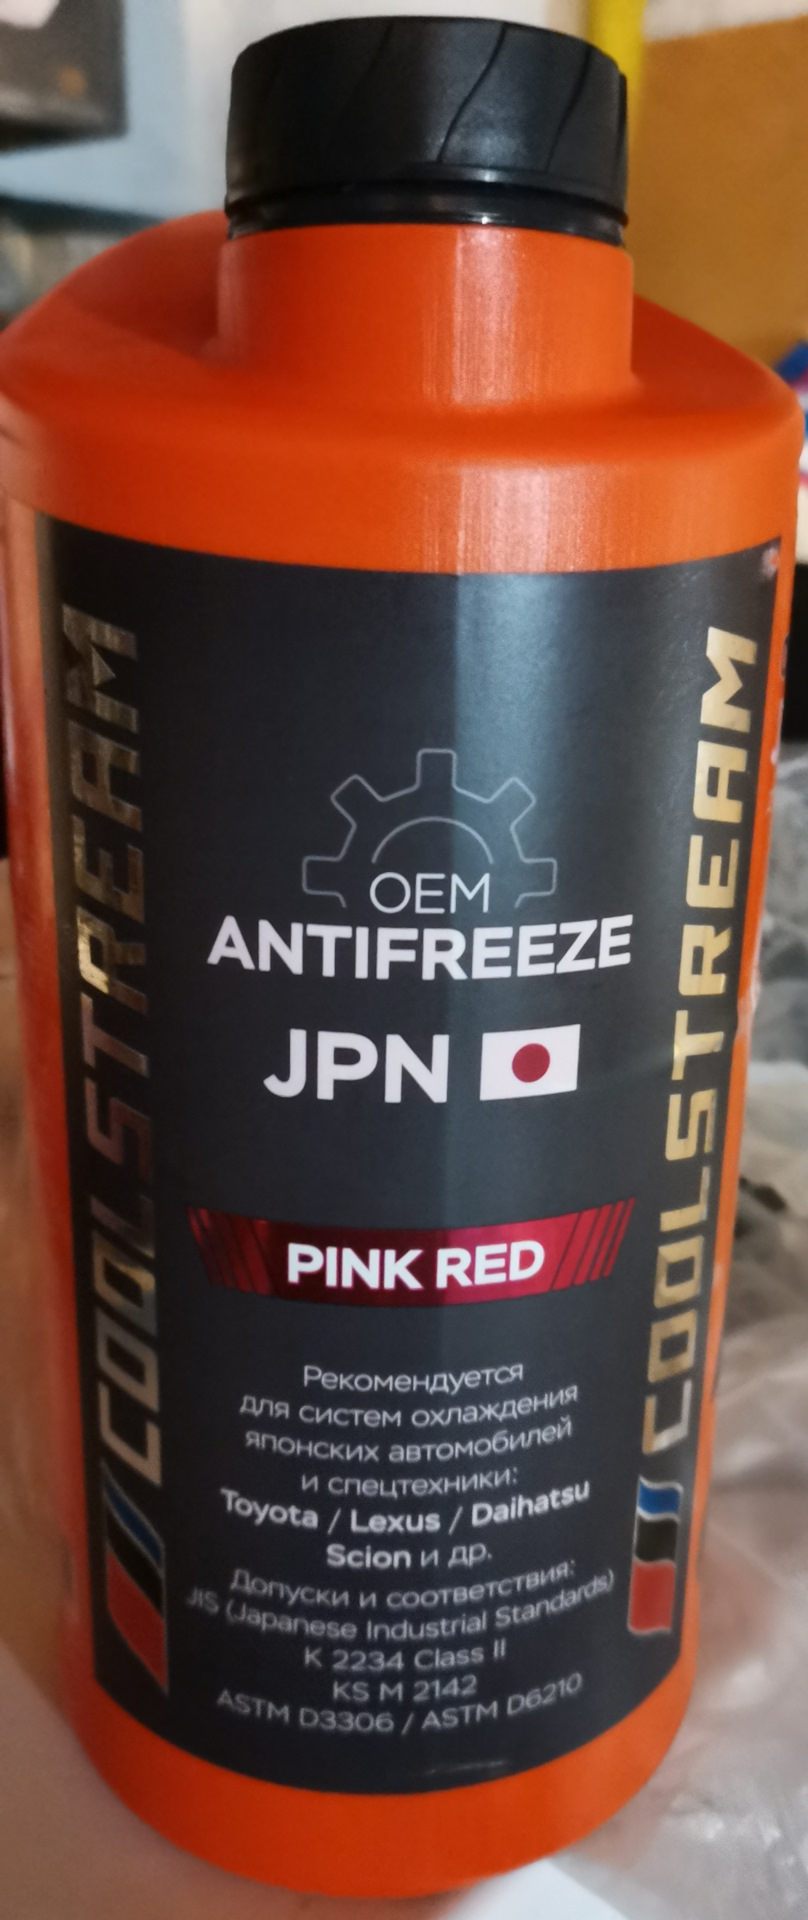 COOLSTREAM
OEM
ANTIFREEZE
JPN
PINK RED
Рекомендуется
для систем охлаждения
японских автомобилей
и спецтехники:
Toyota / Lexus / Daihatsu
Scion и др.
Допуски и соответствия:
JIS (Japanese Industrial Standards)
K 2234 Class II
KS M 2142
ASTM D3306 / ASTM D6210
COOLSTREAM